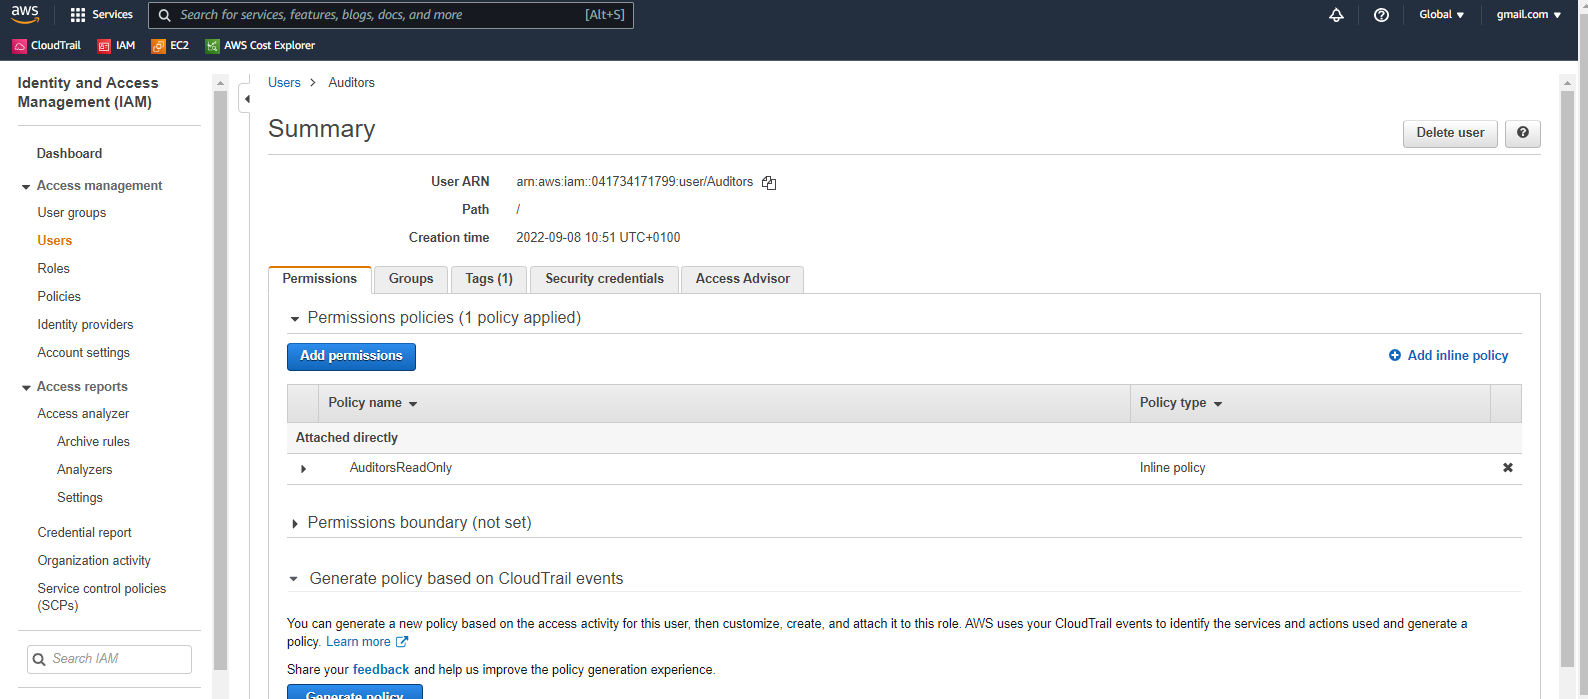 aws
Services
Search for services, features, blogs, docs, and more
[Alt+S]
Global
gmail.com
CloudTrail
IAM
EC2
AWS Cost Explorer
Identity and Access
Management (IAM)
Dashboard
Access management
User groups
Users
Roles
Policies
Identity providers
Account settings
Access reports
Access analyzer
Archive rules
Analyzers
Settings
Credential report
Organization activity
Service control policies
(SCPs)
Search IAM
Users > Auditors
Summary
Delete user
User ARN arn:aws:iam::041734171799:user/Auditors
Path /
Creation time 2022-09-08 10:51 UTC+0100
Permissions
Groups
Tags (1)
Security credentials
Access Advisor
Permissions policies (1 policy applied)
Add permissions
Add inline policy
Policy name
Policy type
Attached directly
AuditorsReadOnly
Inline policy
Permissions boundary (not set)
Generate policy based on CloudTrail events
You can generate a new policy based on the access activity for this user, then customize, create, and attach it to this role. AWS uses your CloudTrail events to identify the services and actions used and generate a
policy. Learn more
Share your feedback and help us improve the policy generation experience.
Generate policy